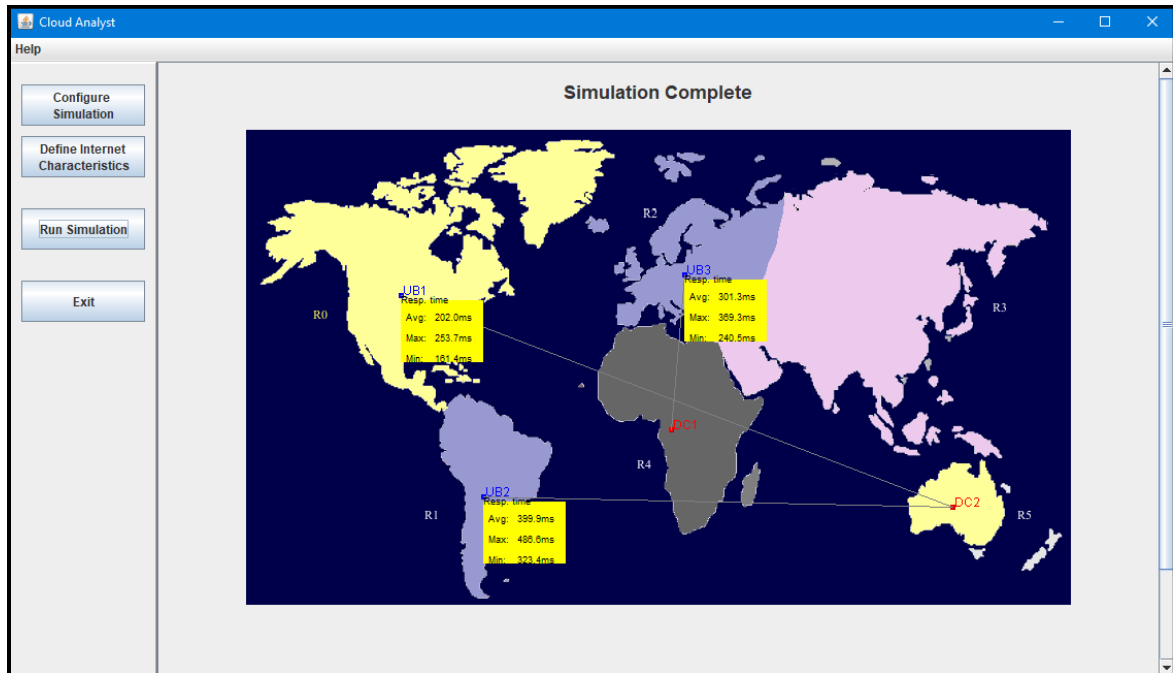 Cloud Analyst
Help
Configure
Simulation
Define Internet
Characteristics
Run Simulation
Exit
Simulation Complete
R2
UB3
Resp. time
Avg: 301.3ms
Max: 369.3ms
Min: 240.5ms
UB1
Resp. time
Avg: 202.0ms
Max: 253.7ms
Min: 161.4ms
R0
R3
DC1
R4
UB2
Resp. time
Avg: 399.9ms
Max: 486.6ms
Min: 323.4ms
R1
DC2
R5